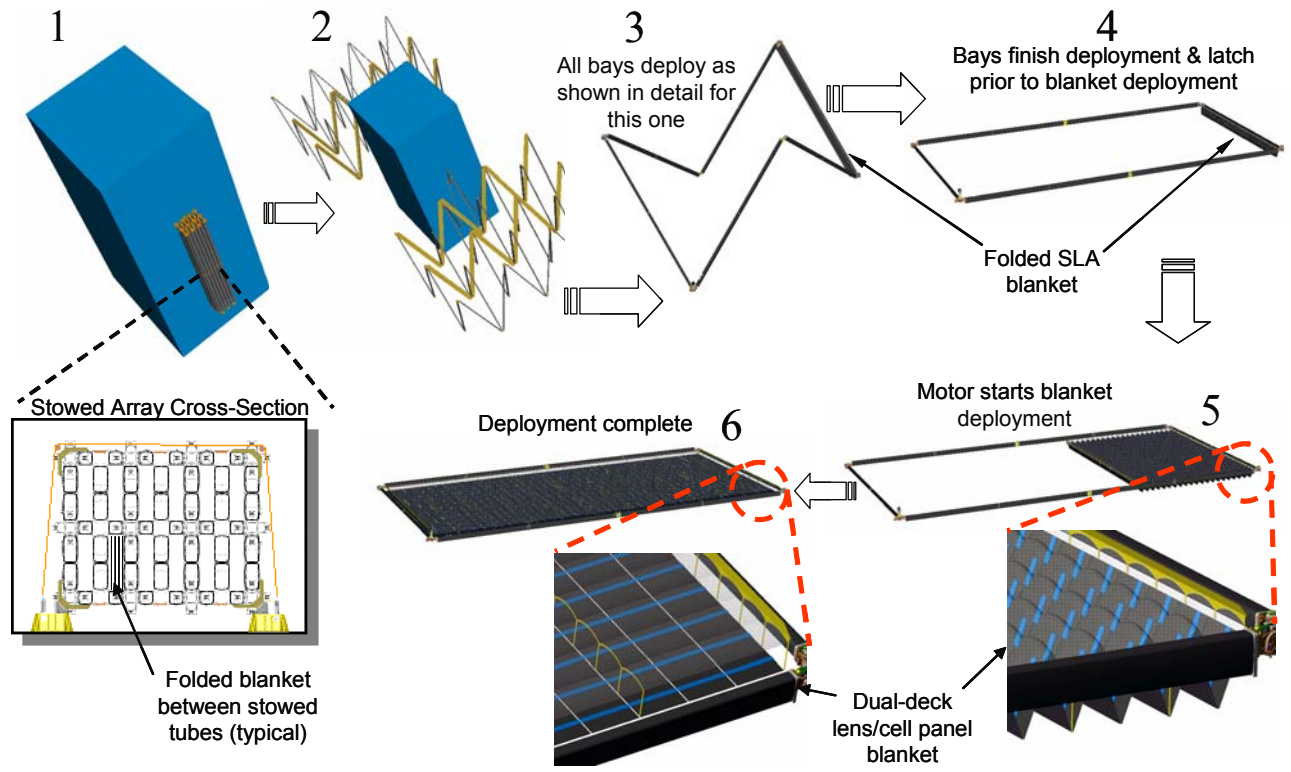 1
2
3
All bays deploy as
shown in detail for
this one
4
Bays finish deployment & latch
prior to blanket deployment
Folded SLA
blanket
Stowed Array Cross-Section
Folded blanket
between stowed
tubes (typical)
Motor starts blanket
deployment
5
Deployment complete
6
Dual-deck
lens/cell panel
blanket